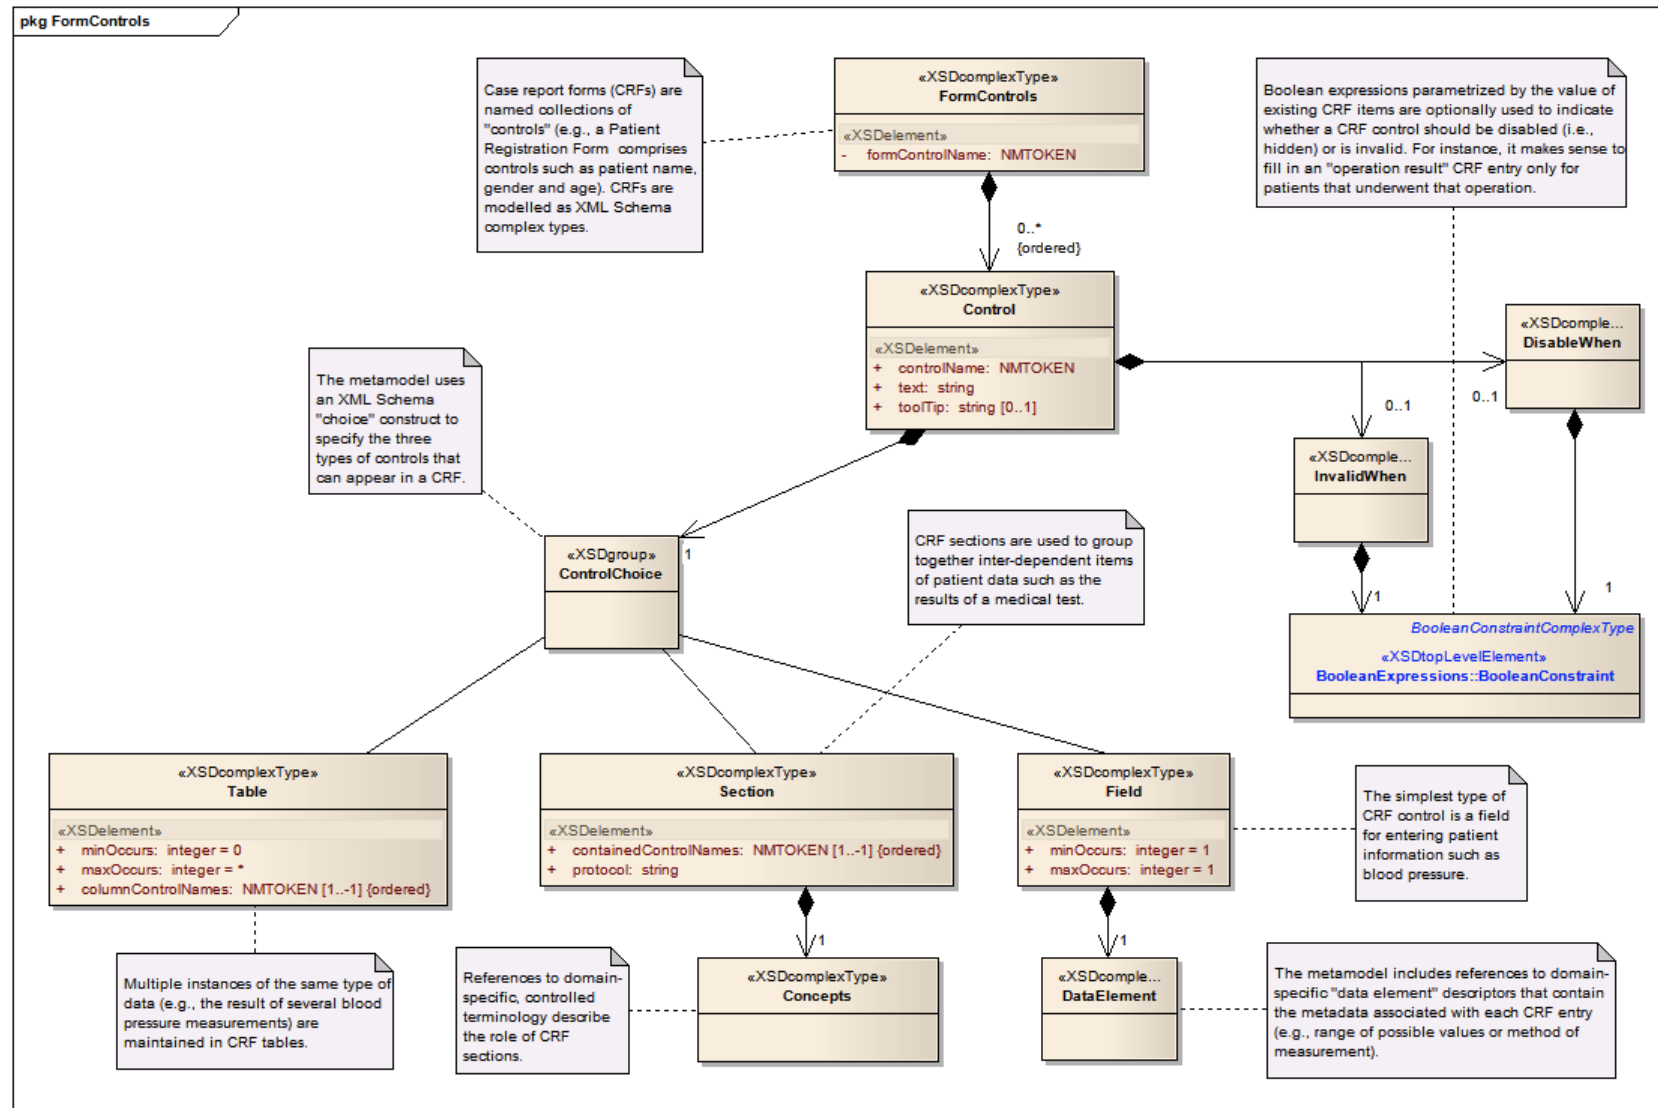 pkg FormControls
Case report forms (CRFs) are
named collections of
"controls" (e.g., a Patient
Registration Form comprises
controls such as patient name,
gender and age). CRFs are
modelled as XML Schema
complex types.
«XSDcomplexType»
FormControls
«XSDelement»
- formControlName: NMTOKEN
Boolean expressions parametrized by the value of
existing CRF items are optionally used to indicate
whether a CRF control should be disabled (i.e.,
hidden) or is invalid. For instance, it makes sense to
fill in an "operation result" CRF entry only for
patients that underwent that operation.
0..*
{ordered}
«XSDcomplexType»
Control
«XSDelement»
+ controlName: NMTOKEN
+ text: string
+ toolTip: string [0..1]
«XSDcomple...
DisableWhen
0..1
0..1
«XSDcomple...
InvalidWhen
The metamodel uses
an XML Schema
"choice" construct to
specify the three
types of controls that
can appear in a CRF.
«XSDgroup»
ControlChoice
1
CRF sections are used to group
together inter-dependent items
of patient data such as the
results of a medical test.
1
1
BooleanConstraintComplexType
«XSDtopLevelElement»
BooleanExpressions::BooleanConstraint
«XSDcomplexType»
Table
«XSDelement»
+ minOccurs: integer = 0
+ maxOccurs: integer = *
+ columnControlNames: NMTOKEN [1..-1] {ordered}
«XSDcomplexType»
Section
«XSDelement»
+ containedControlNames: NMTOKEN [1..-1] {ordered}
+ protocol: string
«XSDcomplexType»
Field
«XSDelement»
+ minOccurs: integer = 1
+ maxOccurs: integer = 1
The simplest type of
CRF control is a field
for entering patient
information such as
blood pressure.
Multiple instances of the same type of
data (e.g., the result of several blood
pressure measurements) are
maintained in CRF tables.
References to domain-
specific, controlled
terminology describe
the role of CRF
sections.
1
«XSDcomplexType»
Concepts
1
«XSDcomple...
DataElement
The metamodel includes references to domain-
specific "data element" descriptors that contain
the metadata associated with each CRF entry
(e.g., range of possible values or method of
measurement).